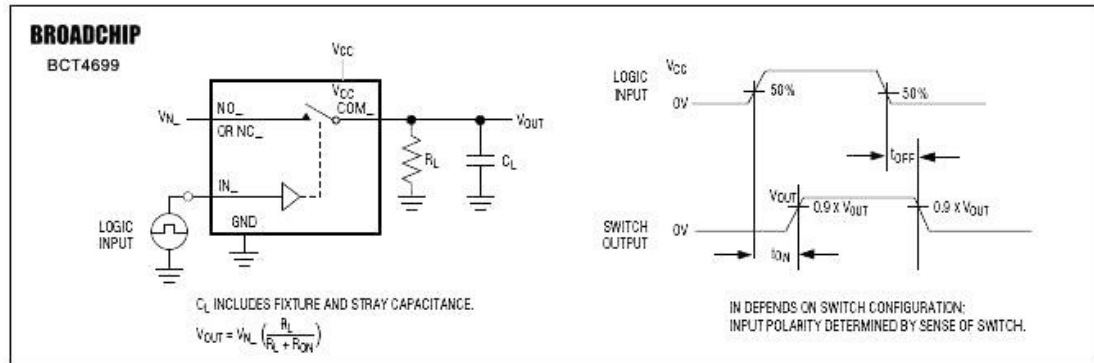 BROADCHIP
BCT4699
VCC
VCC
NO_
COM_
VN_
OR NC_
VOUT
RL
CL
IN_
LOGIC
INPUT
GND
CL INCLUDES FIXTURE AND STRAY CAPACITANCE.
VOUT = VN_ (RL / RL + RON)
LOGIC
INPUT
VCC
0V
50%
50%
tOFF
VOUT
0.9 x VOUT
0.9 x VOUT
SWITCH
OUTPUT
0V
tON
IN DEPENDS ON SWITCH CONFIGURATION;
INPUT POLARITY DETERMINED BY SENSE OF SWITCH.